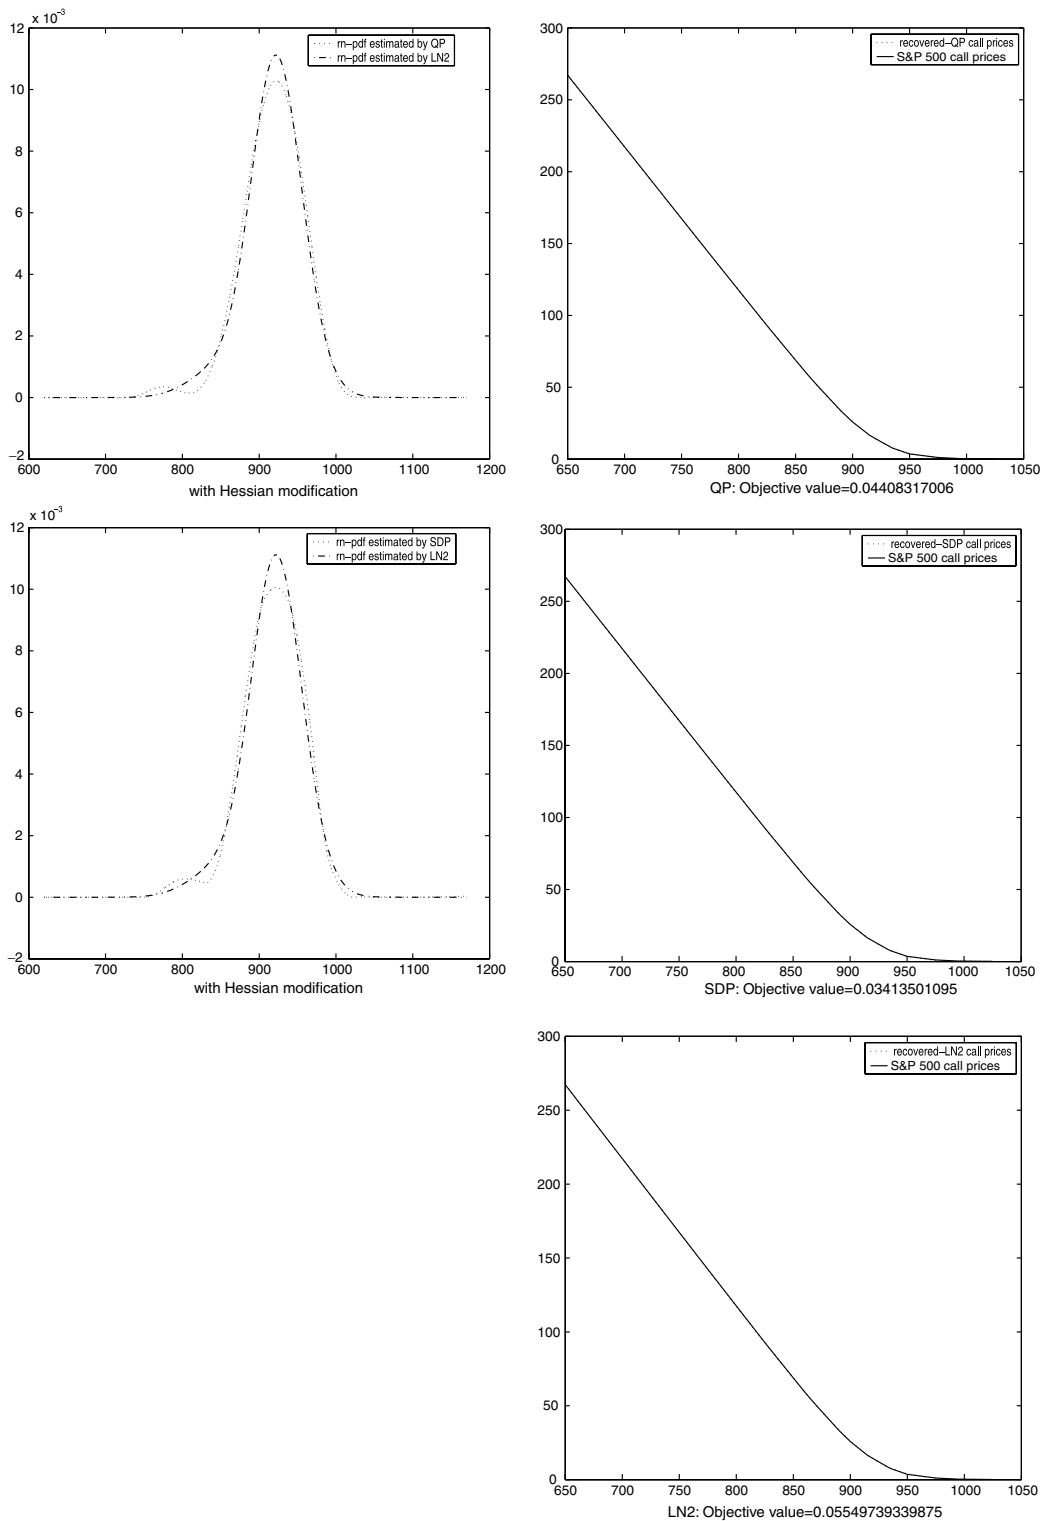 x 10⁻³
12
10
8
6
4
2
0
−2
600 700 800 900 1000 1100 1200
rn−pdf estimated by QP
rn−pdf estimated by LN2
with Hessian modification
300
250
200
150
100
50
0
650 700 750 800 850 900 950 1000 1050
recovered−QP call prices
S&P 500 call prices
QP: Objective value=0.04408317006
x 10⁻³
12
10
8
6
4
2
0
−2
600 700 800 900 1000 1100 1200
rn−pdf estimated by SDP
rn−pdf estimated by LN2
with Hessian modification
300
250
200
150
100
50
0
650 700 750 800 850 900 950 1000 1050
recovered−SDP call prices
S&P 500 call prices
SDP: Objective value=0.03413501095
300
250
200
150
100
50
0
650 700 750 800 850 900 950 1000 1050
recovered−LN2 call prices
S&P 500 call prices
LN2: Objective value=0.05549739339875